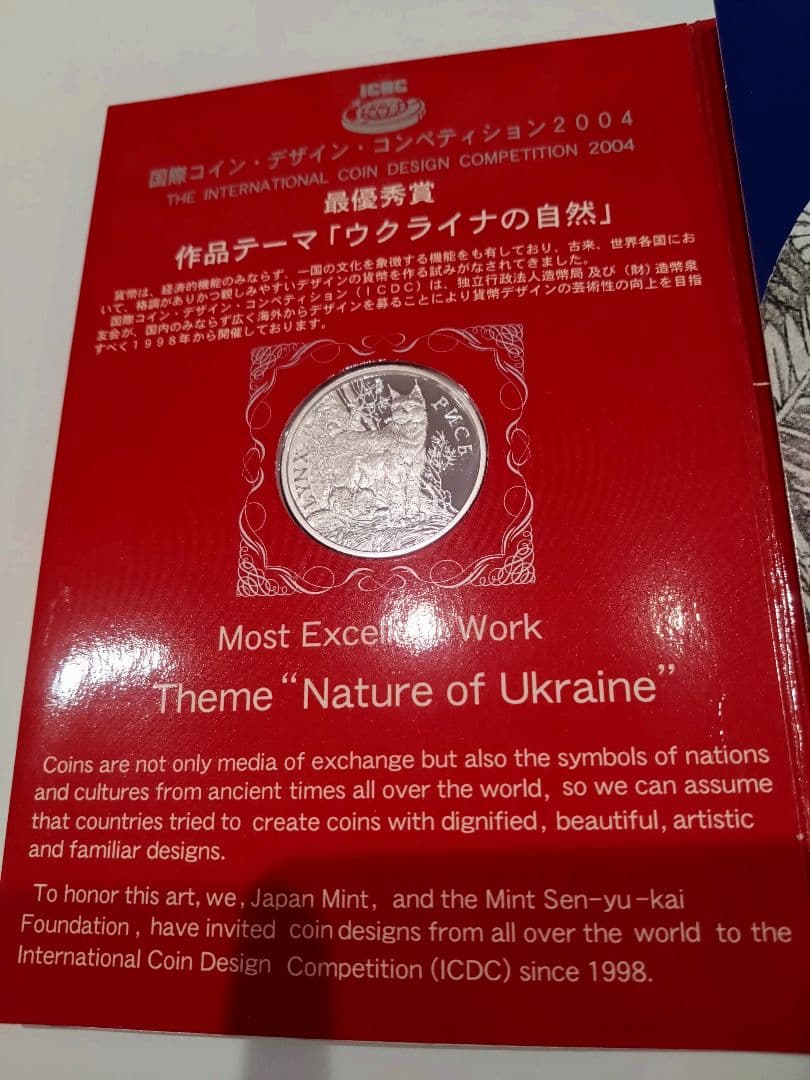 ICDC
国際コイン・デザイン・コンペティション2004
THE INTERNATIONAL COIN DESIGN COMPETITION 2004
最優秀賞
作品テーマ「ウクライナの自然」
貨幣は、経済的機能のみならず、一国の文化を象徴する機能をも有しており、古来、世界各国にお
いて、格調がありかつ親しみやすいデザインの貨幣を作る試みがなされてきました。
国際コイン・デザイン・コンペティション(ICDC)は、独立行政法人造幣局 及び(財)造幣泉
友会が、国内のみならず広く海外からデザインを募ることにより貨幣デザインの芸術性の向上を目指
すべく1998年から開催しております。
LYNX
РИСЬ
Most Work
Theme “Nature of Ukraine”
Coins are not only media of exchange but also the symbols of nations
and cultures from ancient times all over the world, so we can assume
that countries tried to create coins with dignified, beautiful, artistic
and familiar designs.
To honor this art, we, Japan Mint, and the Mint Sen-yu-kai
Foundation, have invited coin designs from all over the world to the
International Coin Design Competition (ICDC) since 1998.